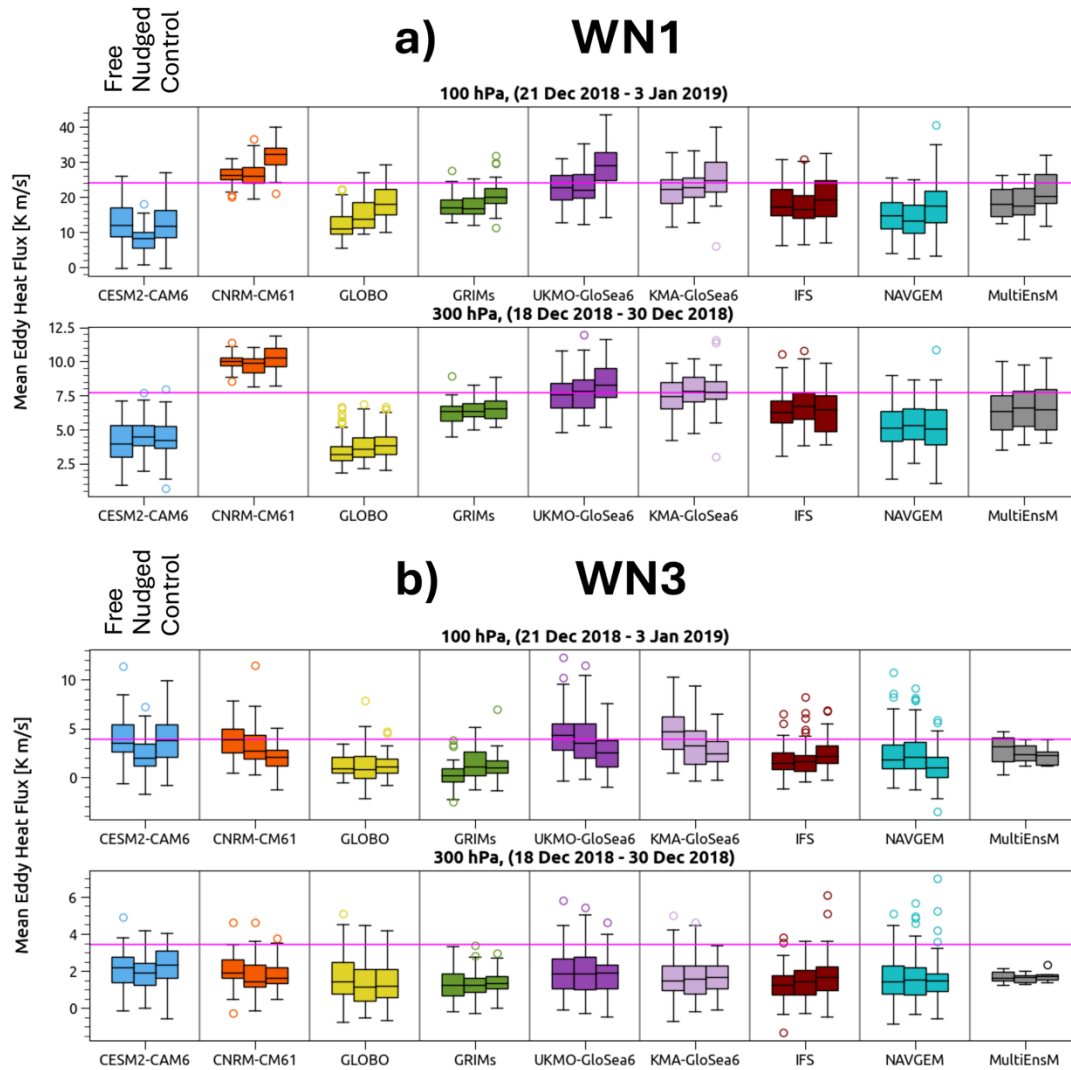 Free
Nudged
Control
a) WN1
100 hPa, (21 Dec 2018 - 3 Jan 2019)
Mean Eddy Heat Flux [K m/s]
40
30
20
10
0
CESM2-CAM6 CNRM-CM61 GLOBO GRIMs UKMO-GloSea6 KMA-GloSea6 IFS NAVGEM MultiEnsM
300 hPa, (18 Dec 2018 - 30 Dec 2018)
12.5
10.0
7.5
5.0
2.5
CESM2-CAM6 CNRM-CM61 GLOBO GRIMs UKMO-GloSea6 KMA-GloSea6 IFS NAVGEM MultiEnsM
Free
Nudged
Control
b) WN3
100 hPa, (21 Dec 2018 - 3 Jan 2019)
Mean Eddy Heat Flux [K m/s]
10
5
0
CESM2-CAM6 CNRM-CM61 GLOBO GRIMs UKMO-GloSea6 KMA-GloSea6 IFS NAVGEM MultiEnsM
300 hPa, (18 Dec 2018 - 30 Dec 2018)
6
4
2
0
CESM2-CAM6 CNRM-CM61 GLOBO GRIMs UKMO-GloSea6 KMA-GloSea6 IFS NAVGEM MultiEnsM